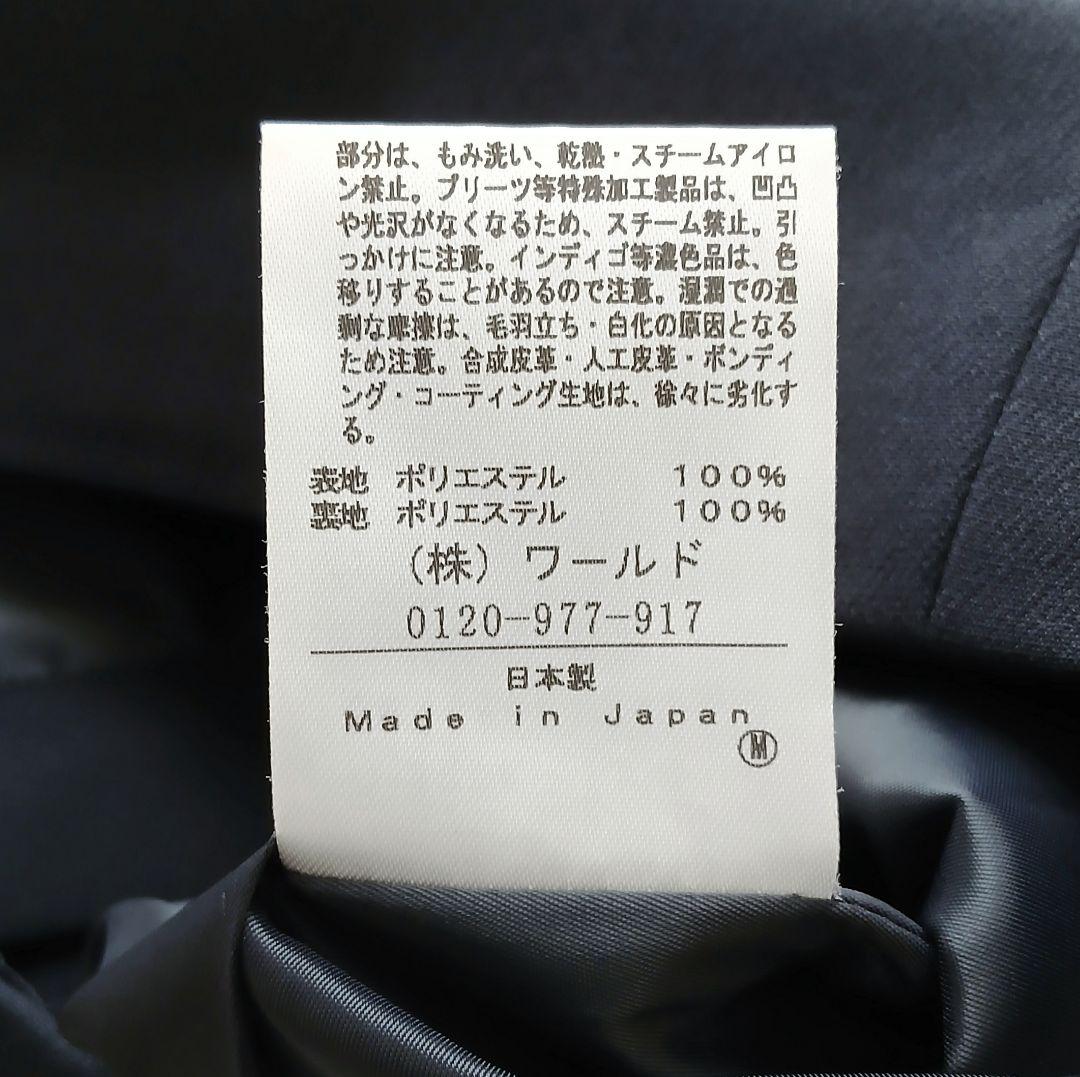 部分は、もみ洗い、乾熱・スチームアイロ
ン禁止。プリーツ等特殊加工製品は、凹凸
や光沢がなくなるため、スチーム禁止。引
っかけに注意。インディゴ等濃色品は、色
移りすることがあるので注意。湿潤での過
剰な摩擦は、毛羽立ち・白化の原因となる
ため注意。合成皮革・人工皮革・ボンディ
ング・コーティング生地は、徐々に劣化す
る。
表地 ポリエステル 100%
裏地 ポリエステル 100%
(株) ワールド
0120-977-917
日本製
Made in Japan
Ⓜ